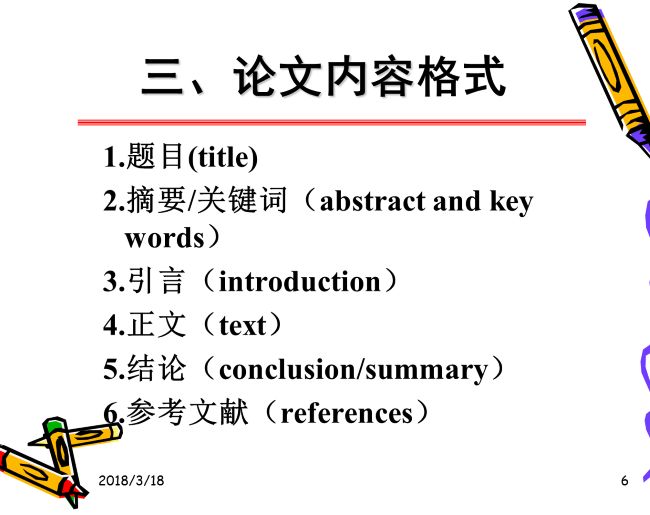 三、论文内容格式
1.题目(title)
2.摘要/关键词（abstract and key
words）
3.引言（introduction）
4.正文（text）
5.结论（conclusion/summary）
6.参考文献（references）
2018/3/18
6